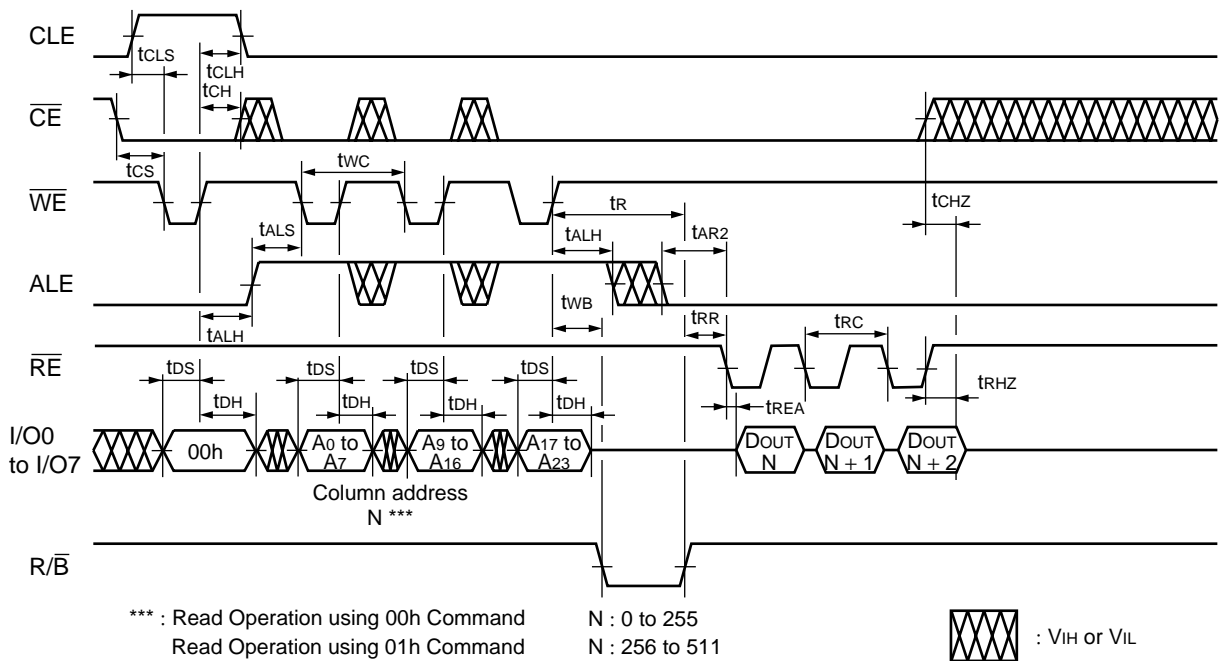 CLE
tCLS
tCLH
tCH
CE
tCS
tWC
WE
tR
tCHZ
tALS
tALH
tAR2
ALE
tWB
tALH
tRR
tRC
RE
tDS
tDS
tDS
tDS
tRHZ
tDH
tDH
tDH
tDH
tREA
I/O0
to I/O7
00h
A0 to
A7
A9 to
A16
A17 to
A23
DOUT
N
DOUT
N + 1
DOUT
N + 2
Column address
N ***
R/B
*** : Read Operation using 00h Command N : 0 to 255
Read Operation using 01h Command N : 256 to 511
: VIH or VIL